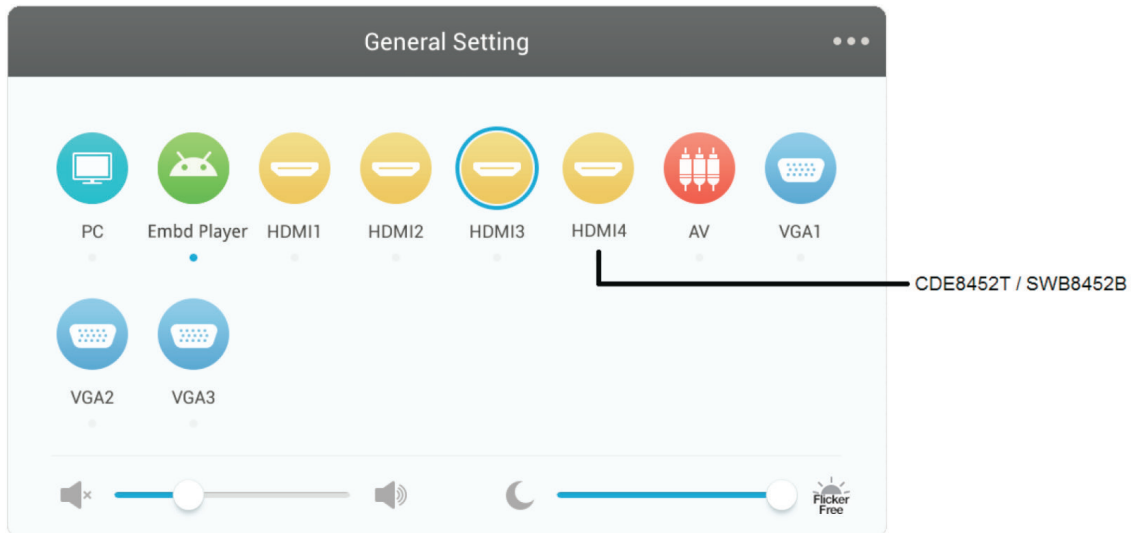 General Setting
PC Embd Player HDMI1 HDMI2 HDMI3 HDMI4 AV VGA1
CDE8452T / SWB8452B
VGA2 VGA3
Flicker
Free